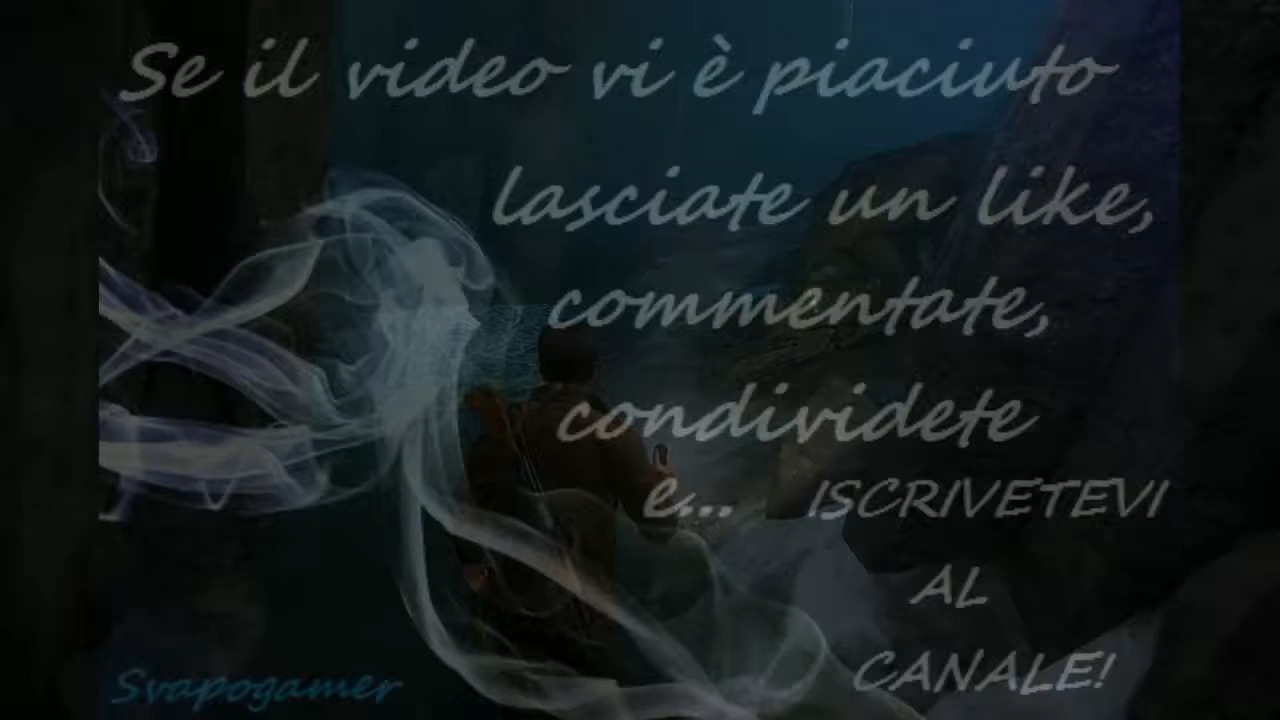 Se il video vi è piaciuto
lasciate un like,
commentate,
condividete
e... ISCRIVETEVI
AL
CANALE!
Svapogamer